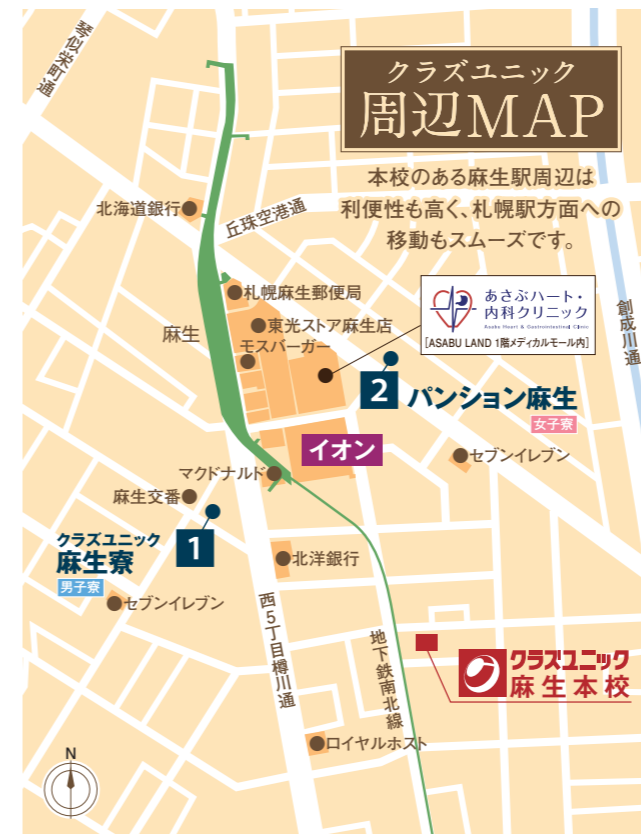 琴似栄町通
クラズユニック
周辺MAP
本校のある麻生駅周辺は
利便性も高く、札幌駅方面への
移動もスムーズです。
北海道銀行
丘珠空港通
札幌麻生郵便局
あさぶハート・
内科クリニック
Asabu Heart & Gastrointestinal Clinic
[ASABU LAND 1階メディカルモール内]
創成川通
麻生
東光ストア麻生店
モスバーガー
2
パンション麻生
女子寮
イオン
セブンイレブン
マクドナルド
麻生交番
クラズユニック
麻生寮
男子寮
1
北洋銀行
セブンイレブン
西5丁目樽川通
地下鉄南北線
クラズユニック
麻生本校
ロイヤルホスト
N